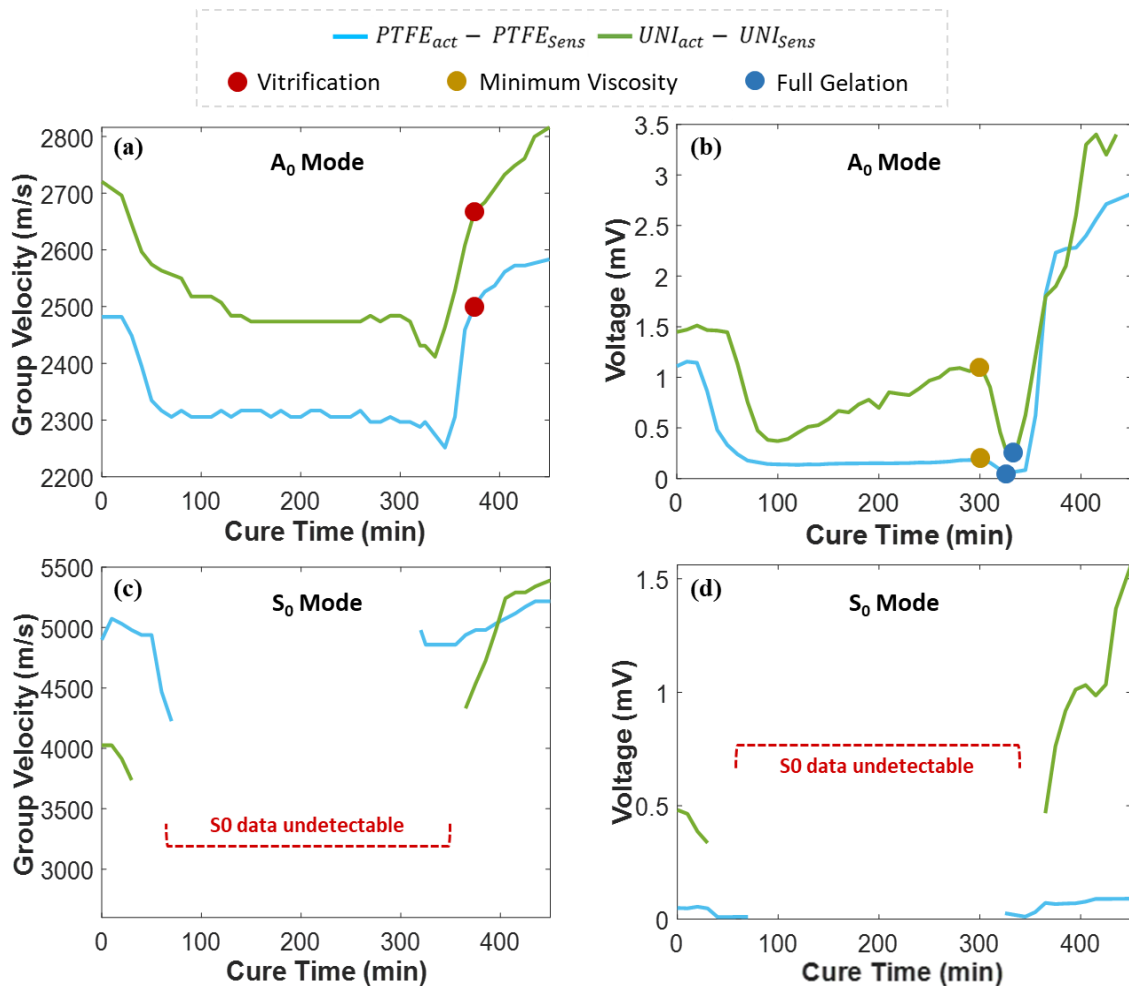 PTFE_act − PTFE_Sens UNI_act − UNI_Sens
Vitrification Minimum Viscosity Full Gelation
(a) A₀ Mode
Group Velocity (m/s)
2800
2700
2600
2500
2400
2300
2200
0 100 200 300 400
Cure Time (min)
(b) A₀ Mode
Voltage (mV)
3.5
3
2.5
2
1.5
1
0.5
0
0 100 200 300 400
Cure Time (min)
(c) S₀ Mode
Group Velocity (m/s)
5500
5000
4500
4000
3500
3000
S0 data undetectable
0 100 200 300 400
Cure Time (min)
(d) S₀ Mode
Voltage (mV)
1.5
1
0.5
0
S0 data undetectable
0 100 200 300 400
Cure Time (min)